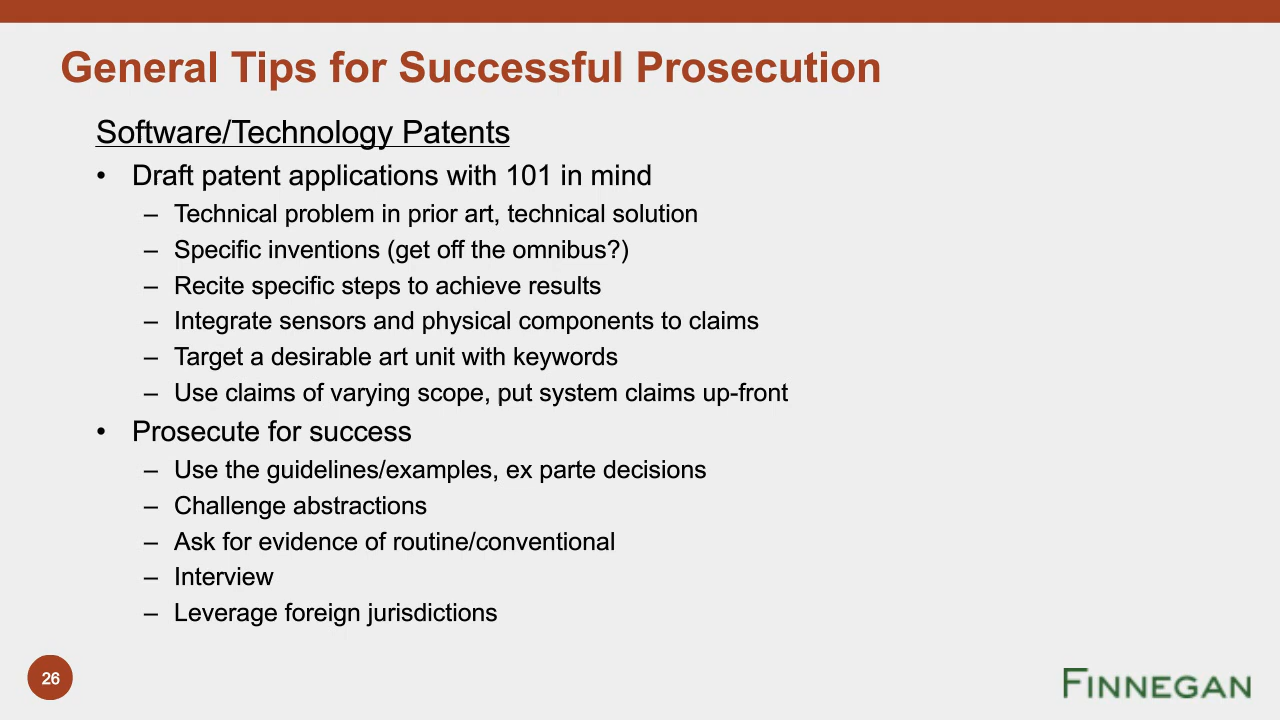 General Tips for Successful Prosecution
Software/Technology Patents
• Draft patent applications with 101 in mind
– Technical problem in prior art, technical solution
– Specific inventions (get off the omnibus?)
– Recite specific steps to achieve results
– Integrate sensors and physical components to claims
– Target a desirable art unit with keywords
– Use claims of varying scope, put system claims up-front
• Prosecute for success
– Use the guidelines/examples, ex parte decisions
– Challenge abstractions
– Ask for evidence of routine/conventional
– Interview
– Leverage foreign jurisdictions
26
FINNEGAN